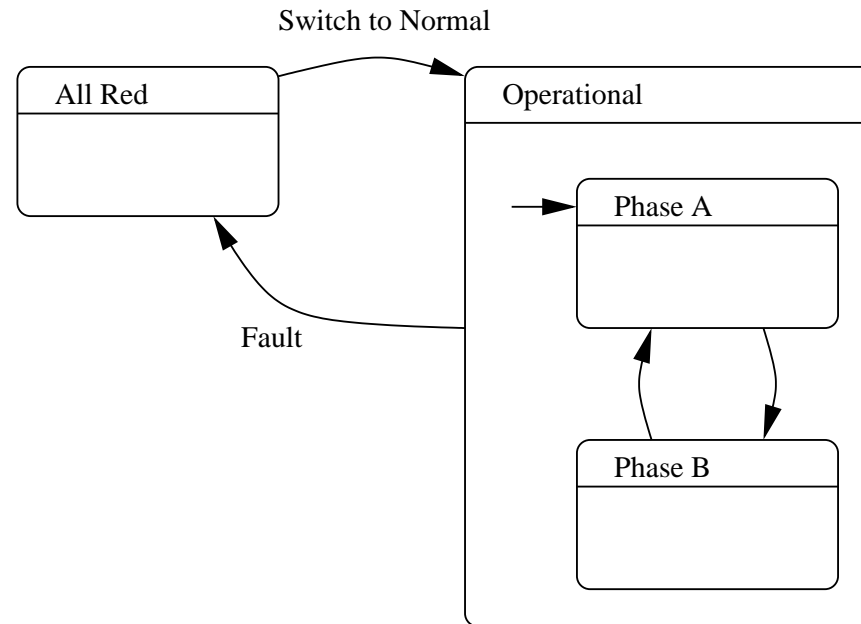 Switch to Normal
All Red
Operational
Phase A
Fault
Phase B